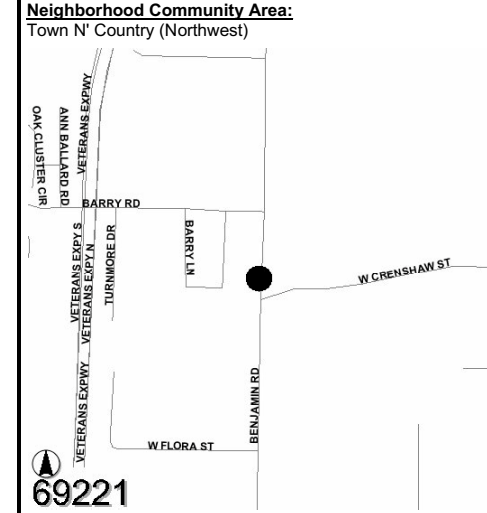 Neighborhood Community Area:
Town N' Country (Northwest)
OAK CLUSTER CIR
ANN BALLARD RD
VETERANS EXPWY
BARRY RD
VETERANS EXPY S
VETERANS EXPY N
TURNMORE DR
BARRY LN
W CRENSHAW ST
VETERANS EXPWY
BENJAMIN RD
W FLORA ST
69221